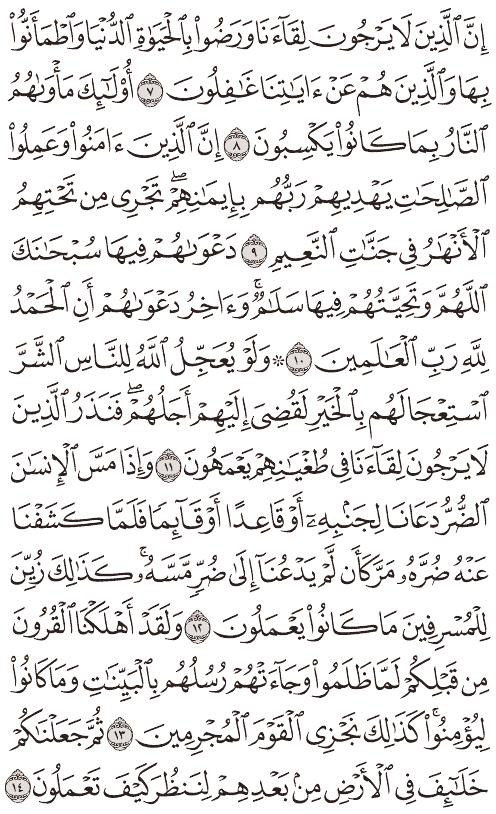 إِنَّ ٱلَّذِينَ لَا يَرْجُونَ لِقَآءَنَا وَرَضُوا۟ بِٱلْحَيَوٰةِ ٱلدُّنْيَا وَٱطْمَأَنُّوا۟
بِهَا وَٱلَّذِينَ هُمْ عَنْ ءَايَٰتِنَا غَٰفِلُونَ ٧ أُو۟لَٰٓئِكَ مَأْوَىٰهُمُ
ٱلنَّارُ بِمَا كَانُوا۟ يَكْسِبُونَ ٨ إِنَّ ٱلَّذِينَ ءَامَنُوا۟ وَعَمِلُوا۟
ٱلصَّٰلِحَٰتِ يَهْدِيهِمْ رَبُّهُم بِإِيمَٰنِهِمْ ۖ تَجْرِى مِن تَحْتِهِمُ
ٱلْأَنْهَٰرُ فِى جَنَّٰتِ ٱلنَّعِيمِ ٩ دَعْوَىٰهُمْ فِيهَا سُبْحَٰنَكَ
ٱللَّهُمَّ وَتَحِيَّتُهُمْ فِيهَا سَلَٰمٌ ۚ وَءَاخِرُ دَعْوَىٰهُمْ أَنِ ٱلْحَمْدُ
لِلَّهِ رَبِّ ٱلْعَٰلَمِينَ ١٠ ۞ وَلَوْ يُعَجِّلُ ٱللَّهُ لِلنَّاسِ ٱلشَّرَّ
ٱسْتِعْجَالَهُم بِٱلْخَيْرِ لَقُضِىَ إِلَيْهِمْ أَجَلُهُمْ ۖ فَنَذَرُ ٱلَّذِينَ
لَا يَرْجُونَ لِقَآءَنَا فِى طُغْيَٰنِهِمْ يَعْمَهُونَ ١١ وَإِذَا مَسَّ ٱلْإِنسَٰنَ
ٱلضُّرُّ دَعَانَا لِجَنۢبِهِۦٓ أَوْ قَاعِدًا أَوْ قَآئِمًا فَلَمَّا كَشَفْنَا
عَنْهُ ضُرَّهُۥ مَرَّ كَأَن لَّمْ يَدْعُنَآ إِلَىٰ ضُرٍّ مَّسَّهُۥ ۚ كَذَٰلِكَ زُيِّنَ
لِلْمُسْرِفِينَ مَا كَانُوا۟ يَعْمَلُونَ ١٢ وَلَقَدْ أَهْلَكْنَا ٱلْقُرُونَ
مِن قَبْلِكُمْ لَمَّا ظَلَمُوا۟ وَجَآءَتْهُمْ رُسُلُهُم بِٱلْبَيِّنَٰتِ وَمَا كَانُوا۟
لِيُؤْمِنُوا۟ ۚ كَذَٰلِكَ نَجْزِى ٱلْقَوْمَ ٱلْمُجْرِمِينَ ١٣ ثُمَّ جَعَلْنَٰكُمْ
خَلَٰٓئِفَ فِى ٱلْأَرْضِ مِنۢ بَعْدِهِمْ لِنَنظُرَ كَيْفَ تَعْمَلُونَ ١٤